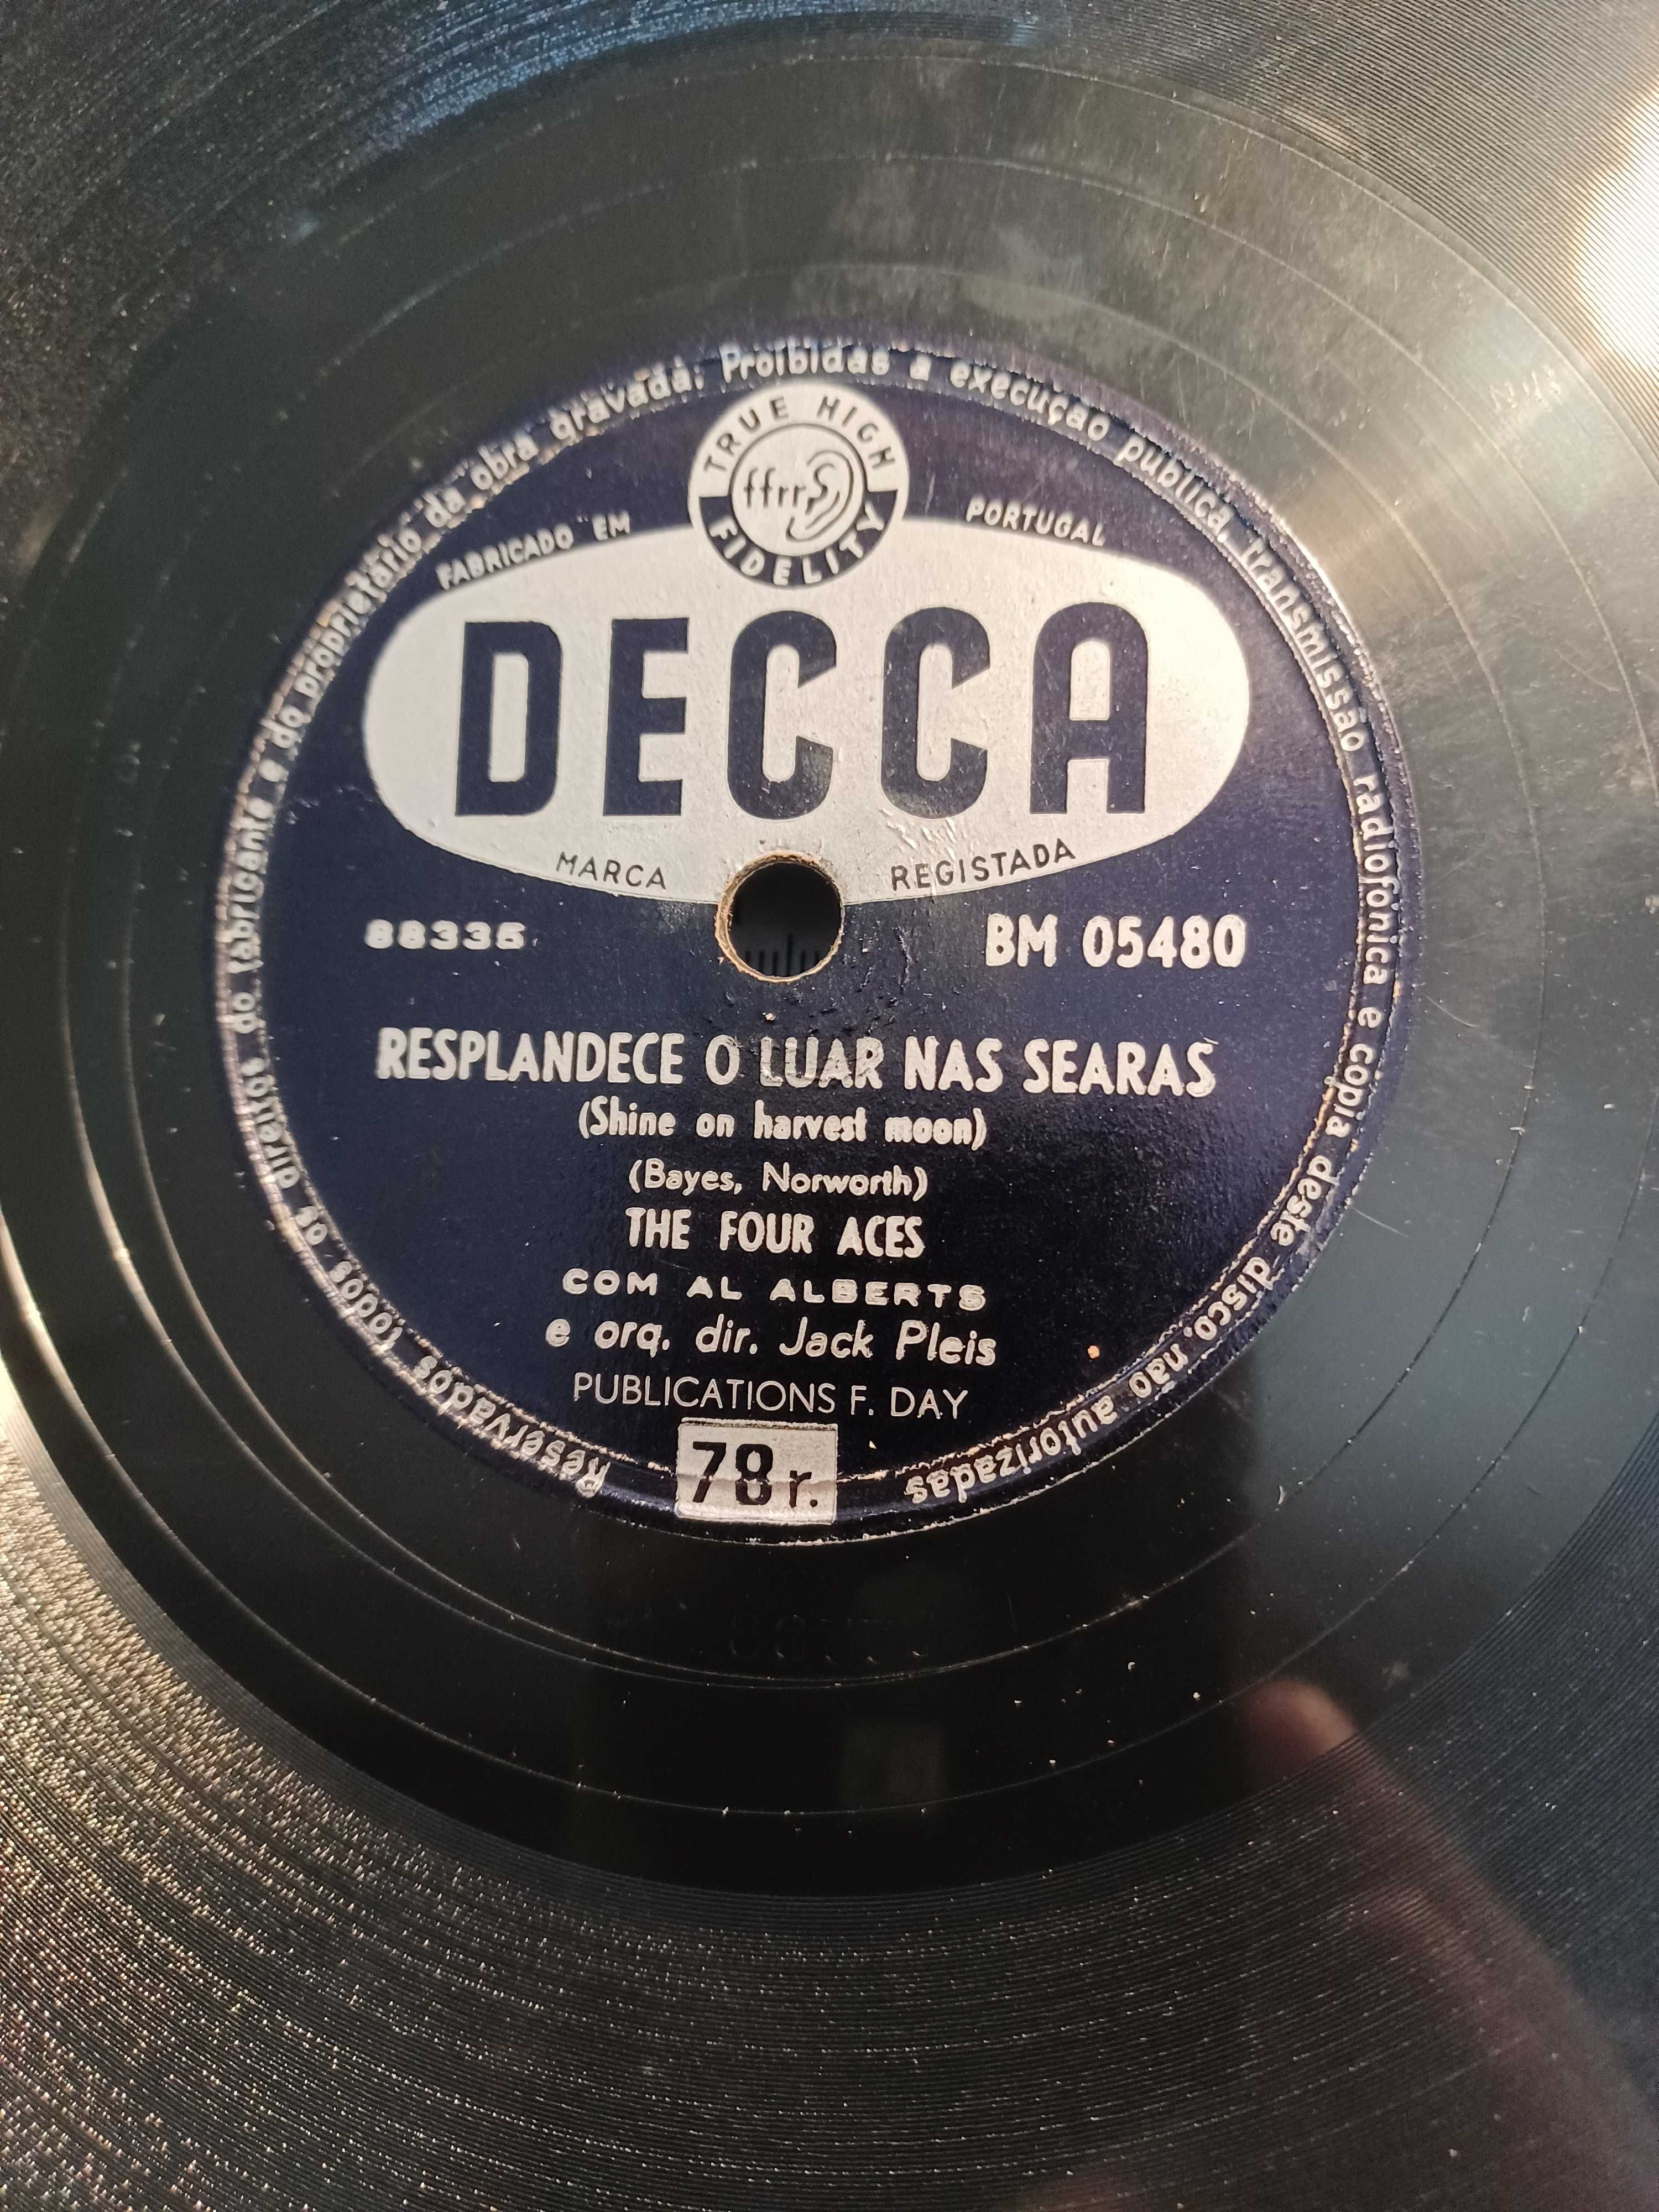 Reservados todos os direitos do fabricante e do proprietário da obra gravada; Proibidas a execução publica, transmissão radiofónica e cópia deste disco, não autorizadas
TRUE HIGH
ffrr
FIDELITY
FABRICADO EM PORTUGAL
DECCA
MARCA REGISTADA
88335 BM 05480
RESPLANDECE O LUAR NAS SEARAS
(Shine on harvest moon)
(Bayes, Norworth)
THE FOUR ACES
COM AL ALBERTS
e orq. dir. Jack Pleis
PUBLICATIONS F. DAY
78 r.